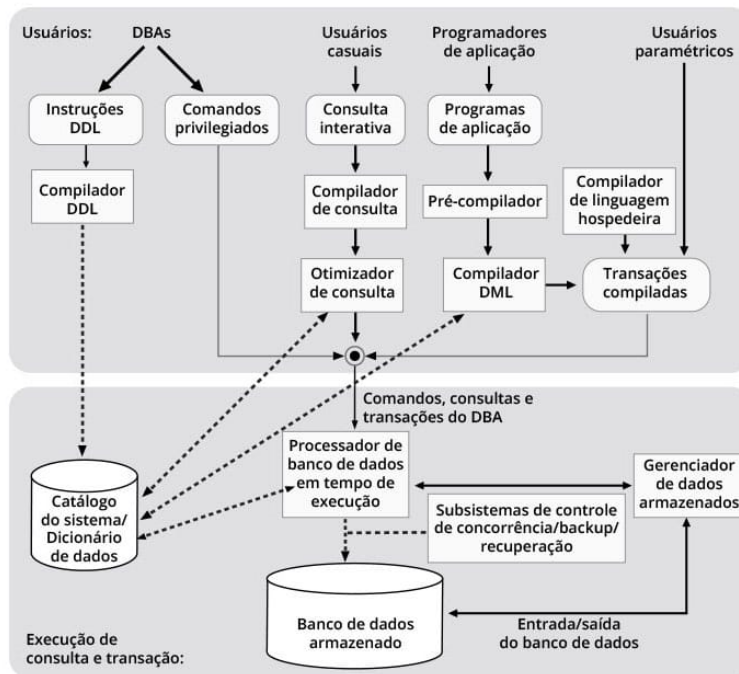 Usuários:
DBAs
Usuários
casuais
Programadores
de aplicação
Usuários
paramétricos
Instruções
DDL
Comandos
privilegiados
Consulta
interativa
Programas
de aplicação
Compilador
DDL
Compilador
de consulta
Pré-compilador
Compilador
de linguagem
hospedeira
Otimizador
de consulta
Compilador
DML
Transações
compiladas
Comandos, consultas e
transações do DBA
Processador de
banco de dados
em tempo de
execução
Gerenciador
de dados
armazenados
Catálogo
do sistema/
Dicionário
de dados
Subsistemas de controle
de concorrência/backup/
recuperação
Banco de dados
armazenado
Entrada/saída
do banco de dados
Execução de
consulta e transação: